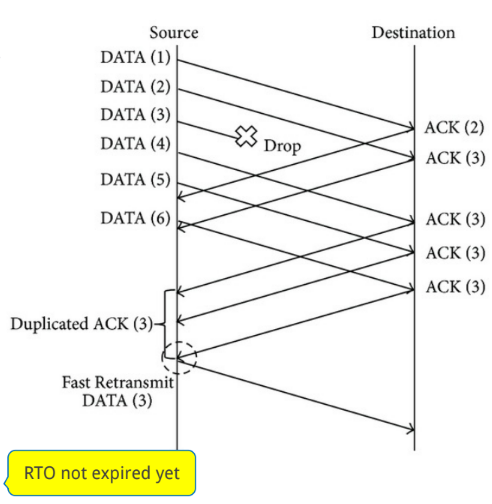 Source
Destination
DATA (1)
DATA (2)
DATA (3)
DATA (4)
DATA (5)
DATA (6)
Drop
ACK (2)
ACK (3)
ACK (3)
ACK (3)
ACK (3)
Duplicated ACK (3)
Fast Retransmit
DATA (3)
RTO not expired yet